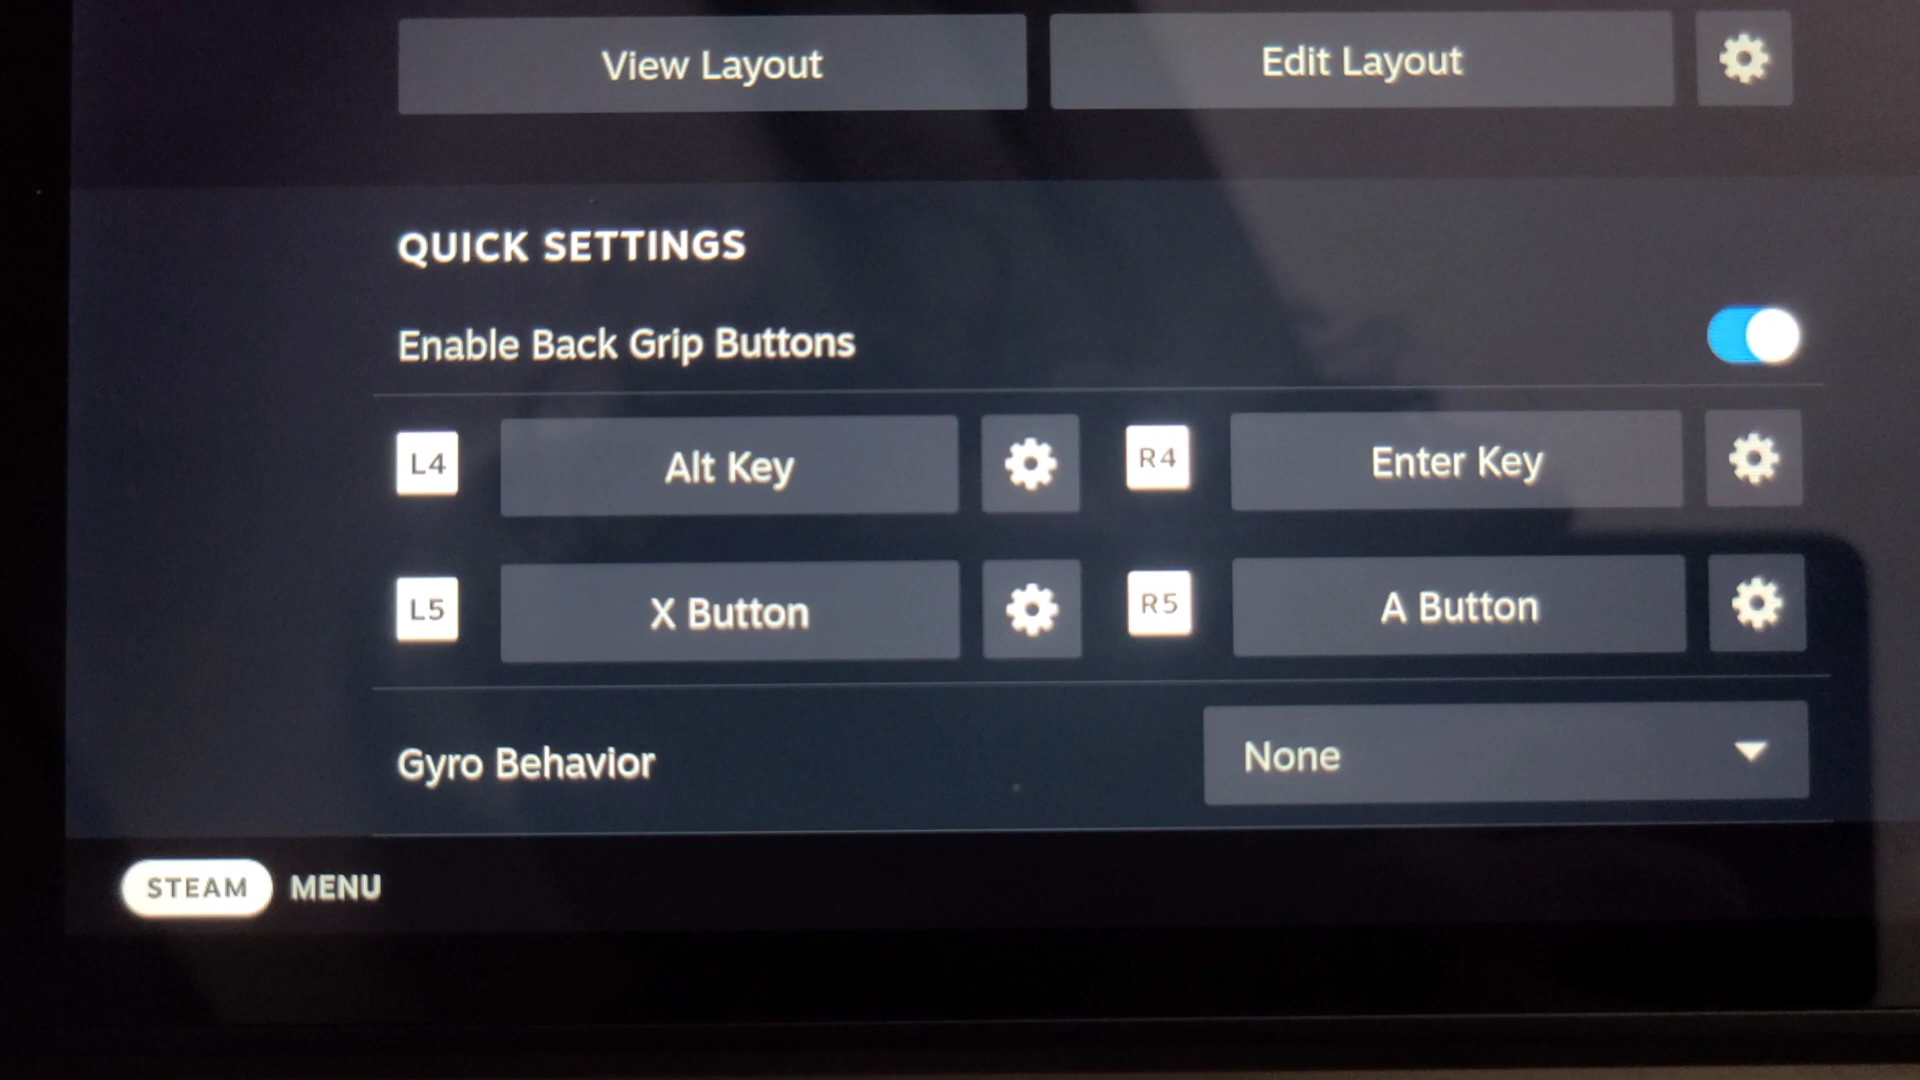 View Layout Edit Layout
QUICK SETTINGS
Enable Back Grip Buttons
L4 Alt Key R4 Enter Key
L5 X Button R5 A Button
Gyro Behavior None
STEAM MENU